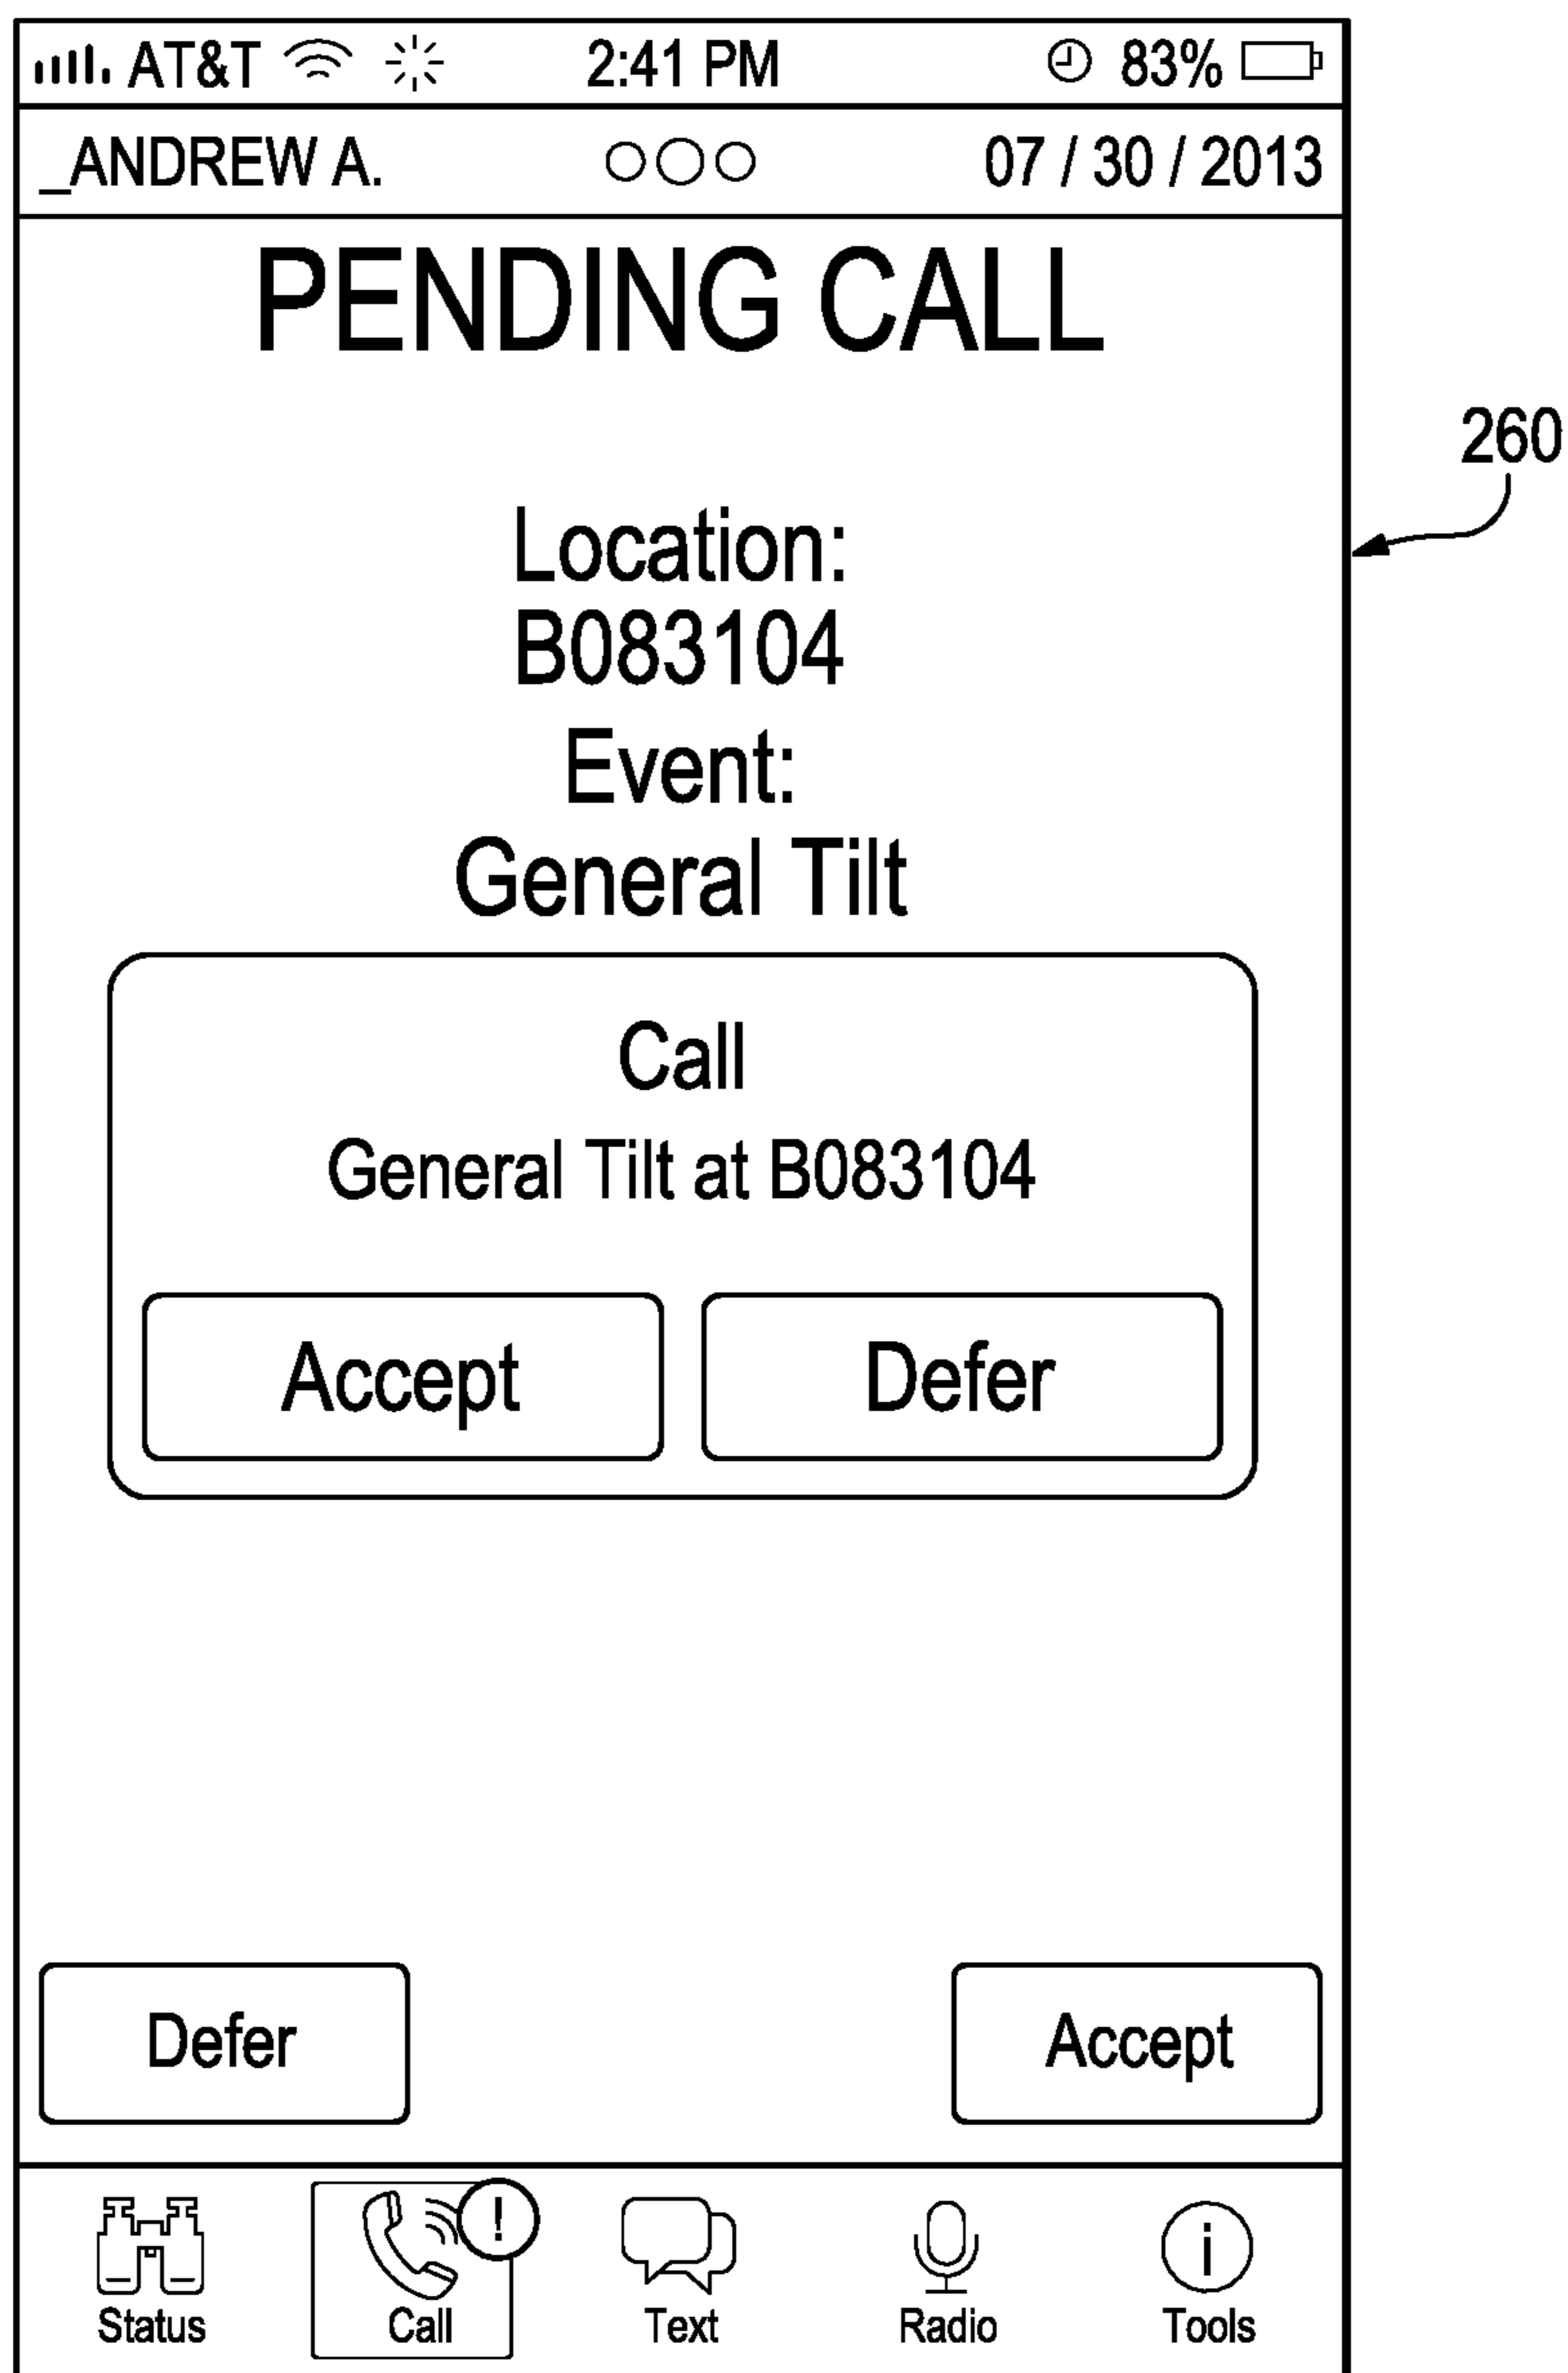 AT&T 2:41 PM 83%
_ANDREW A. 07 / 30 / 2013
PENDING CALL
260
Location:
B083104
Event:
General Tilt
Call
General Tilt at B083104
Accept Defer
Defer Accept
!
i
Status Call Text Radio Tools